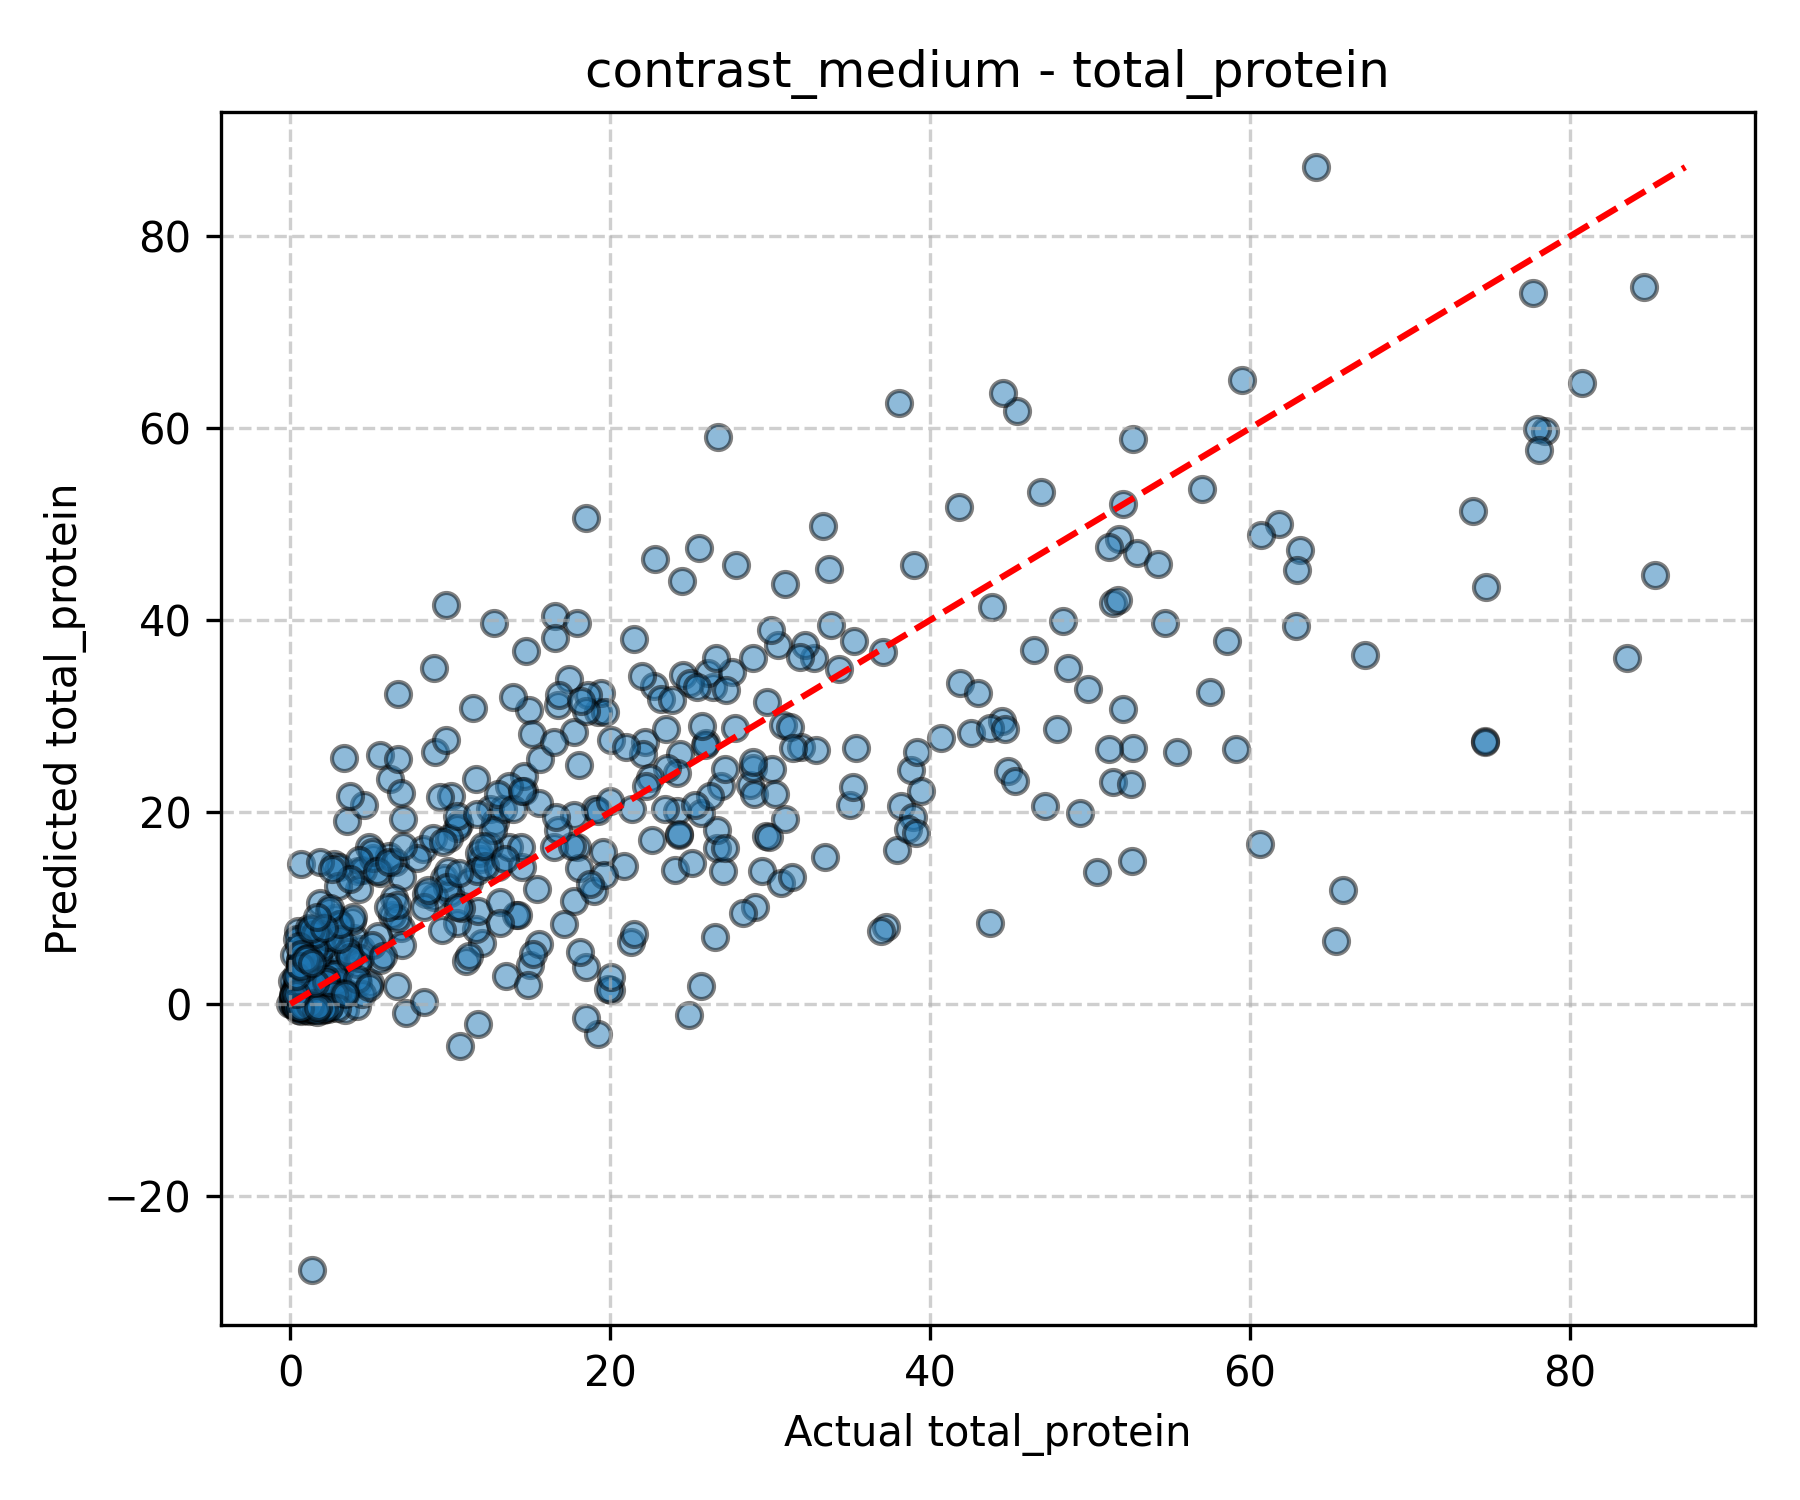 contrast_medium - total_protein
Predicted total_protein
80
60
40
20
0
−20
0 20 40 60 80
Actual total_protein